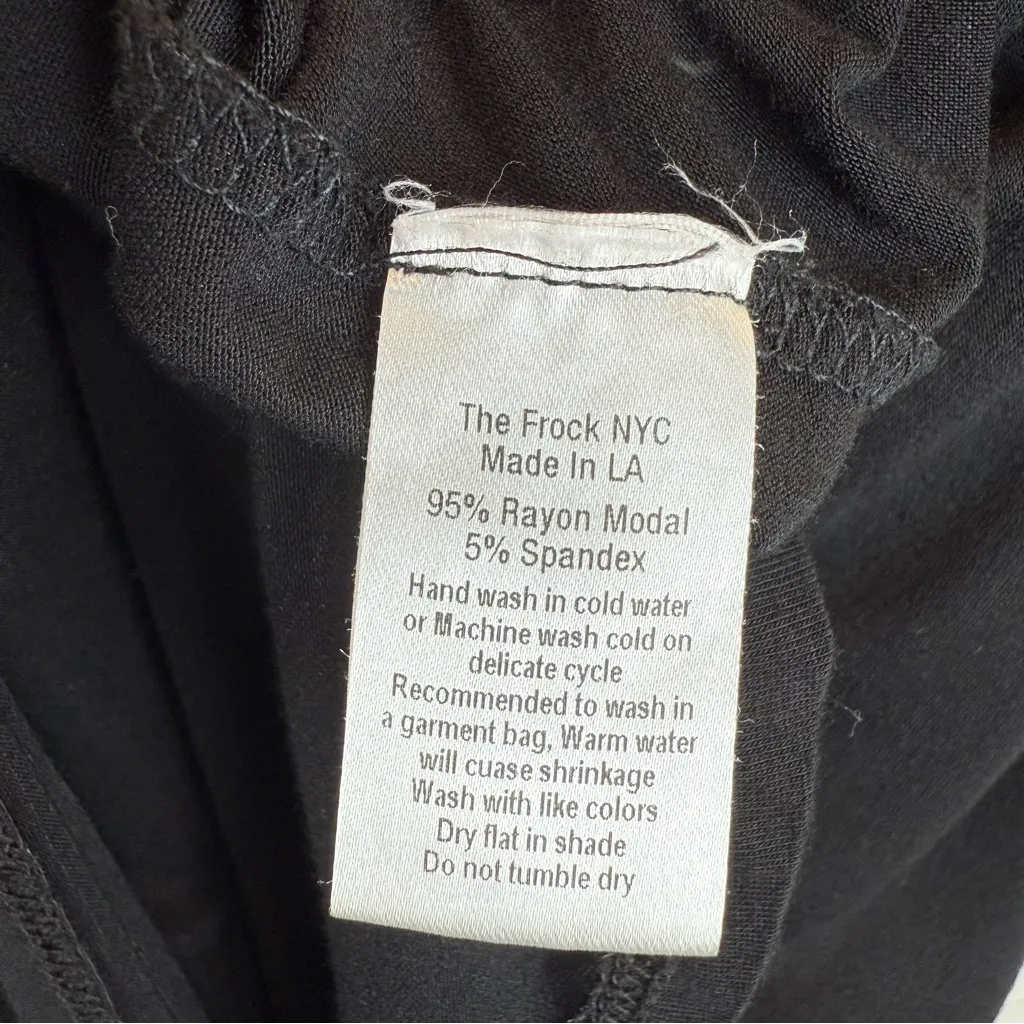 The Frock NYC
Made In LA
95% Rayon Modal
5% Spandex
Hand wash in cold water
or Machine wash cold on
delicate cycle
Recommended to wash in
a garment bag, Warm water
will cuase shrinkage
Wash with like colors
Dry flat in shade
Do not tumble dry